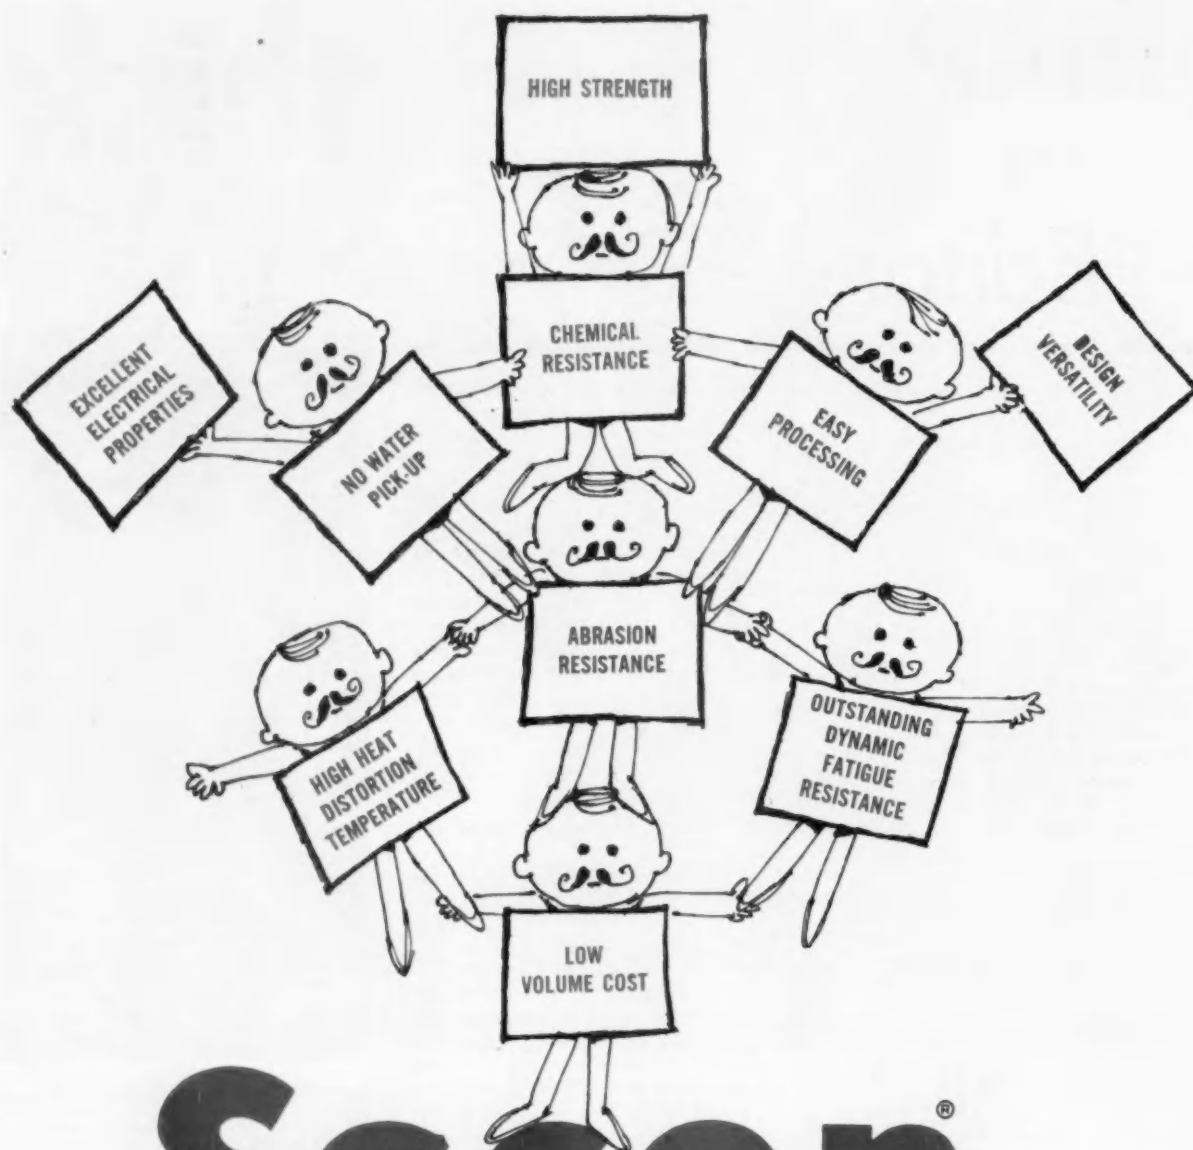 HIGH STRENGTH
EXCELLENT
ELECTRICAL
PROPERTIES
NO WATER
PICK-UP
CHEMICAL
RESISTANCE
EASY
PROCESSING
DESIGN
VERSATILITY
HIGH HEAT
DISTORTION
TEMPERATURE
ABRASION
RESISTANCE
OUTSTANDING
DYNAMIC
FATIGUE
RESISTANCE
LOW
VOLUME COST
®